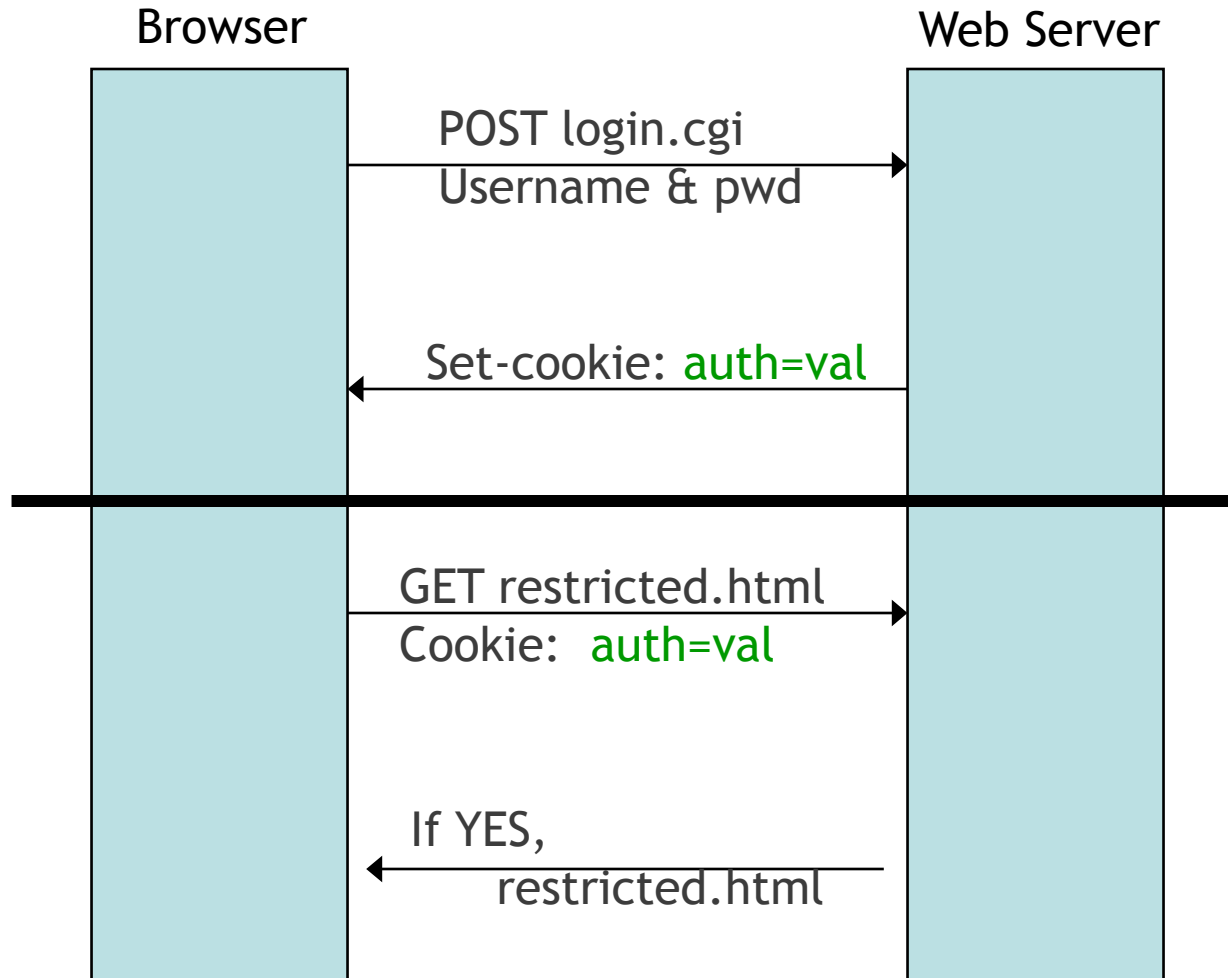 Browser
Web Server
POST login.cgi
Username & pwd
Set-cookie: auth=val
GET restricted.html
Cookie: auth=val
If YES,
restricted.html